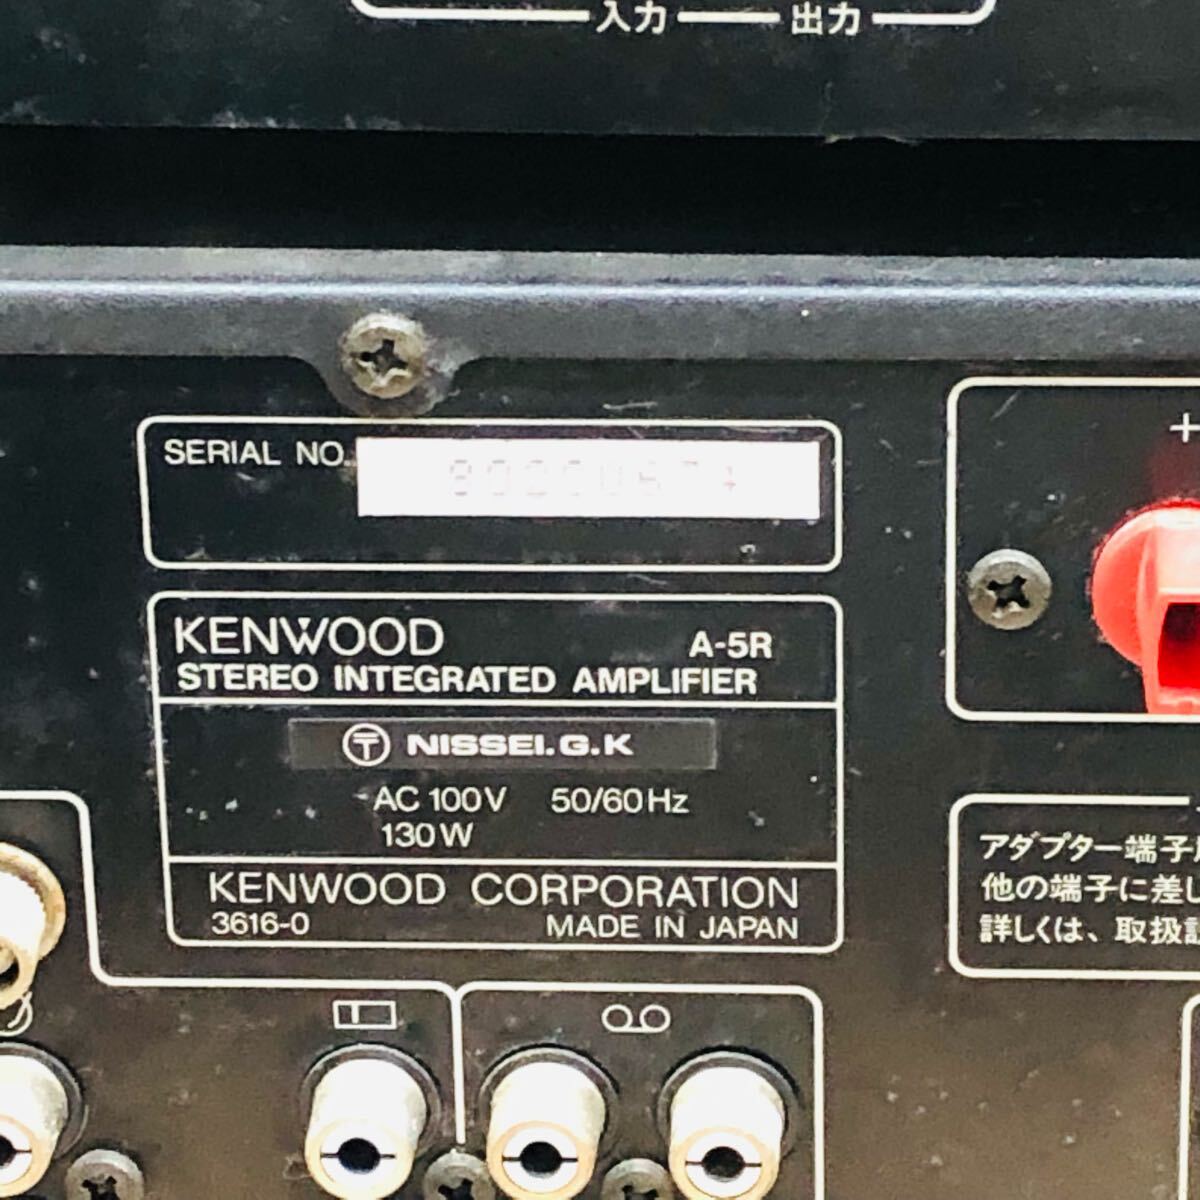 入力 出力
SERIAL NO.
KENWOOD A-5R
STEREO INTEGRATED AMPLIFIER
〒 NISSEI.G.K
AC 100V 50/60Hz
130W
KENWOOD CORPORATION
3616-0 MADE IN JAPAN
+
アダプター端子
他の端子に差し
詳しくは、取扱